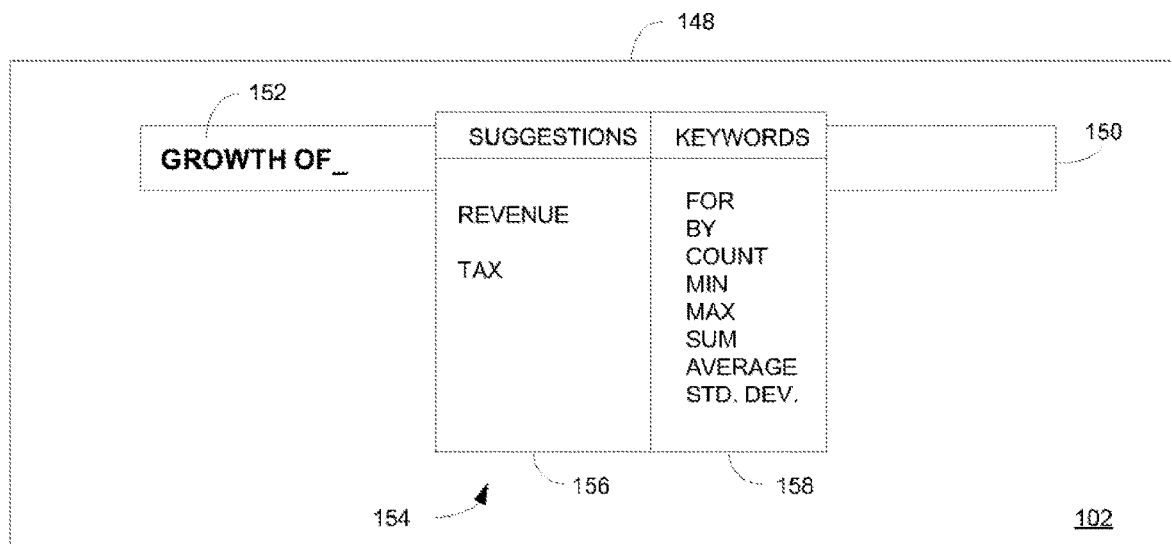 148
152
SUGGESTIONS KEYWORDS
150
GROWTH OF_
REVENUE
TAX
FOR
BY
COUNT
MIN
MAX
SUM
AVERAGE
STD. DEV.
156
158
154
102